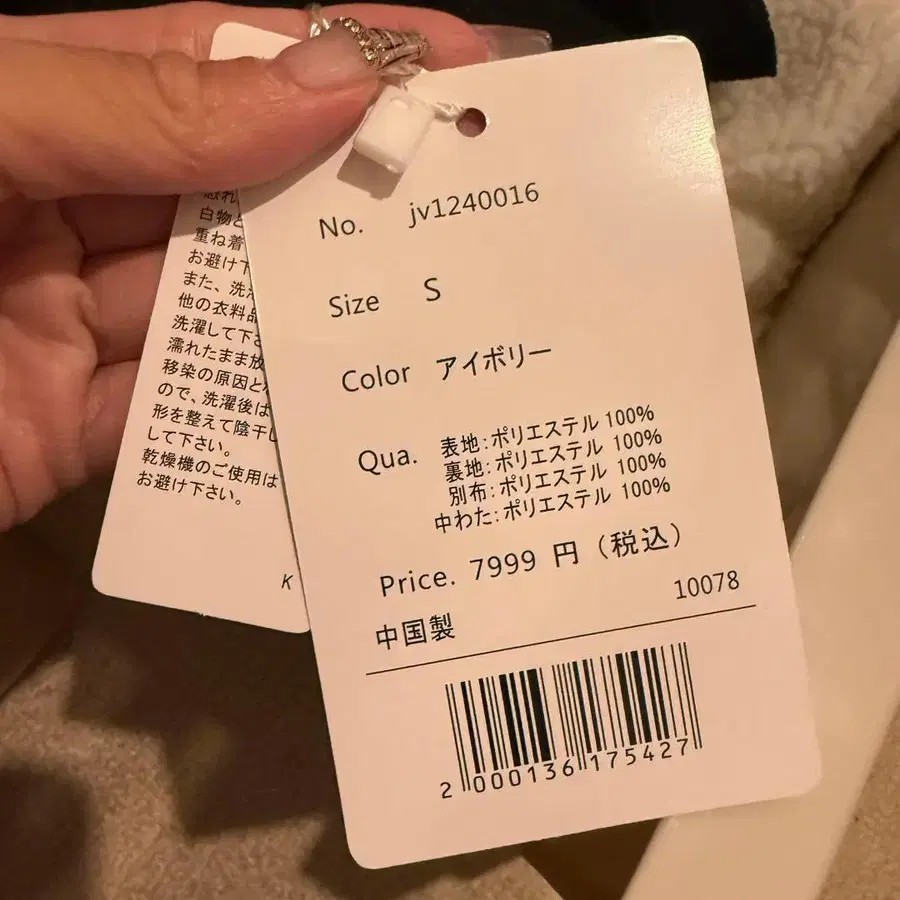 No. jv1240016
Size S
Color アイボリー
Qua. 表地:ポリエステル 100%
裏地:ポリエステル 100%
別布:ポリエステル 100%
中わた:ポリエステル 100%
Price. 7999 円 (税込)
10078
中国製
2 000136 175427
白物と
重ね着
お避け下
また、洗
他の衣料品
洗濯して下さ
濡れたまま放
移染の原因と
ので、洗濯後は
形を整えて陰干し
して下さい。
乾燥機のご使用は
お避け下さい。
K